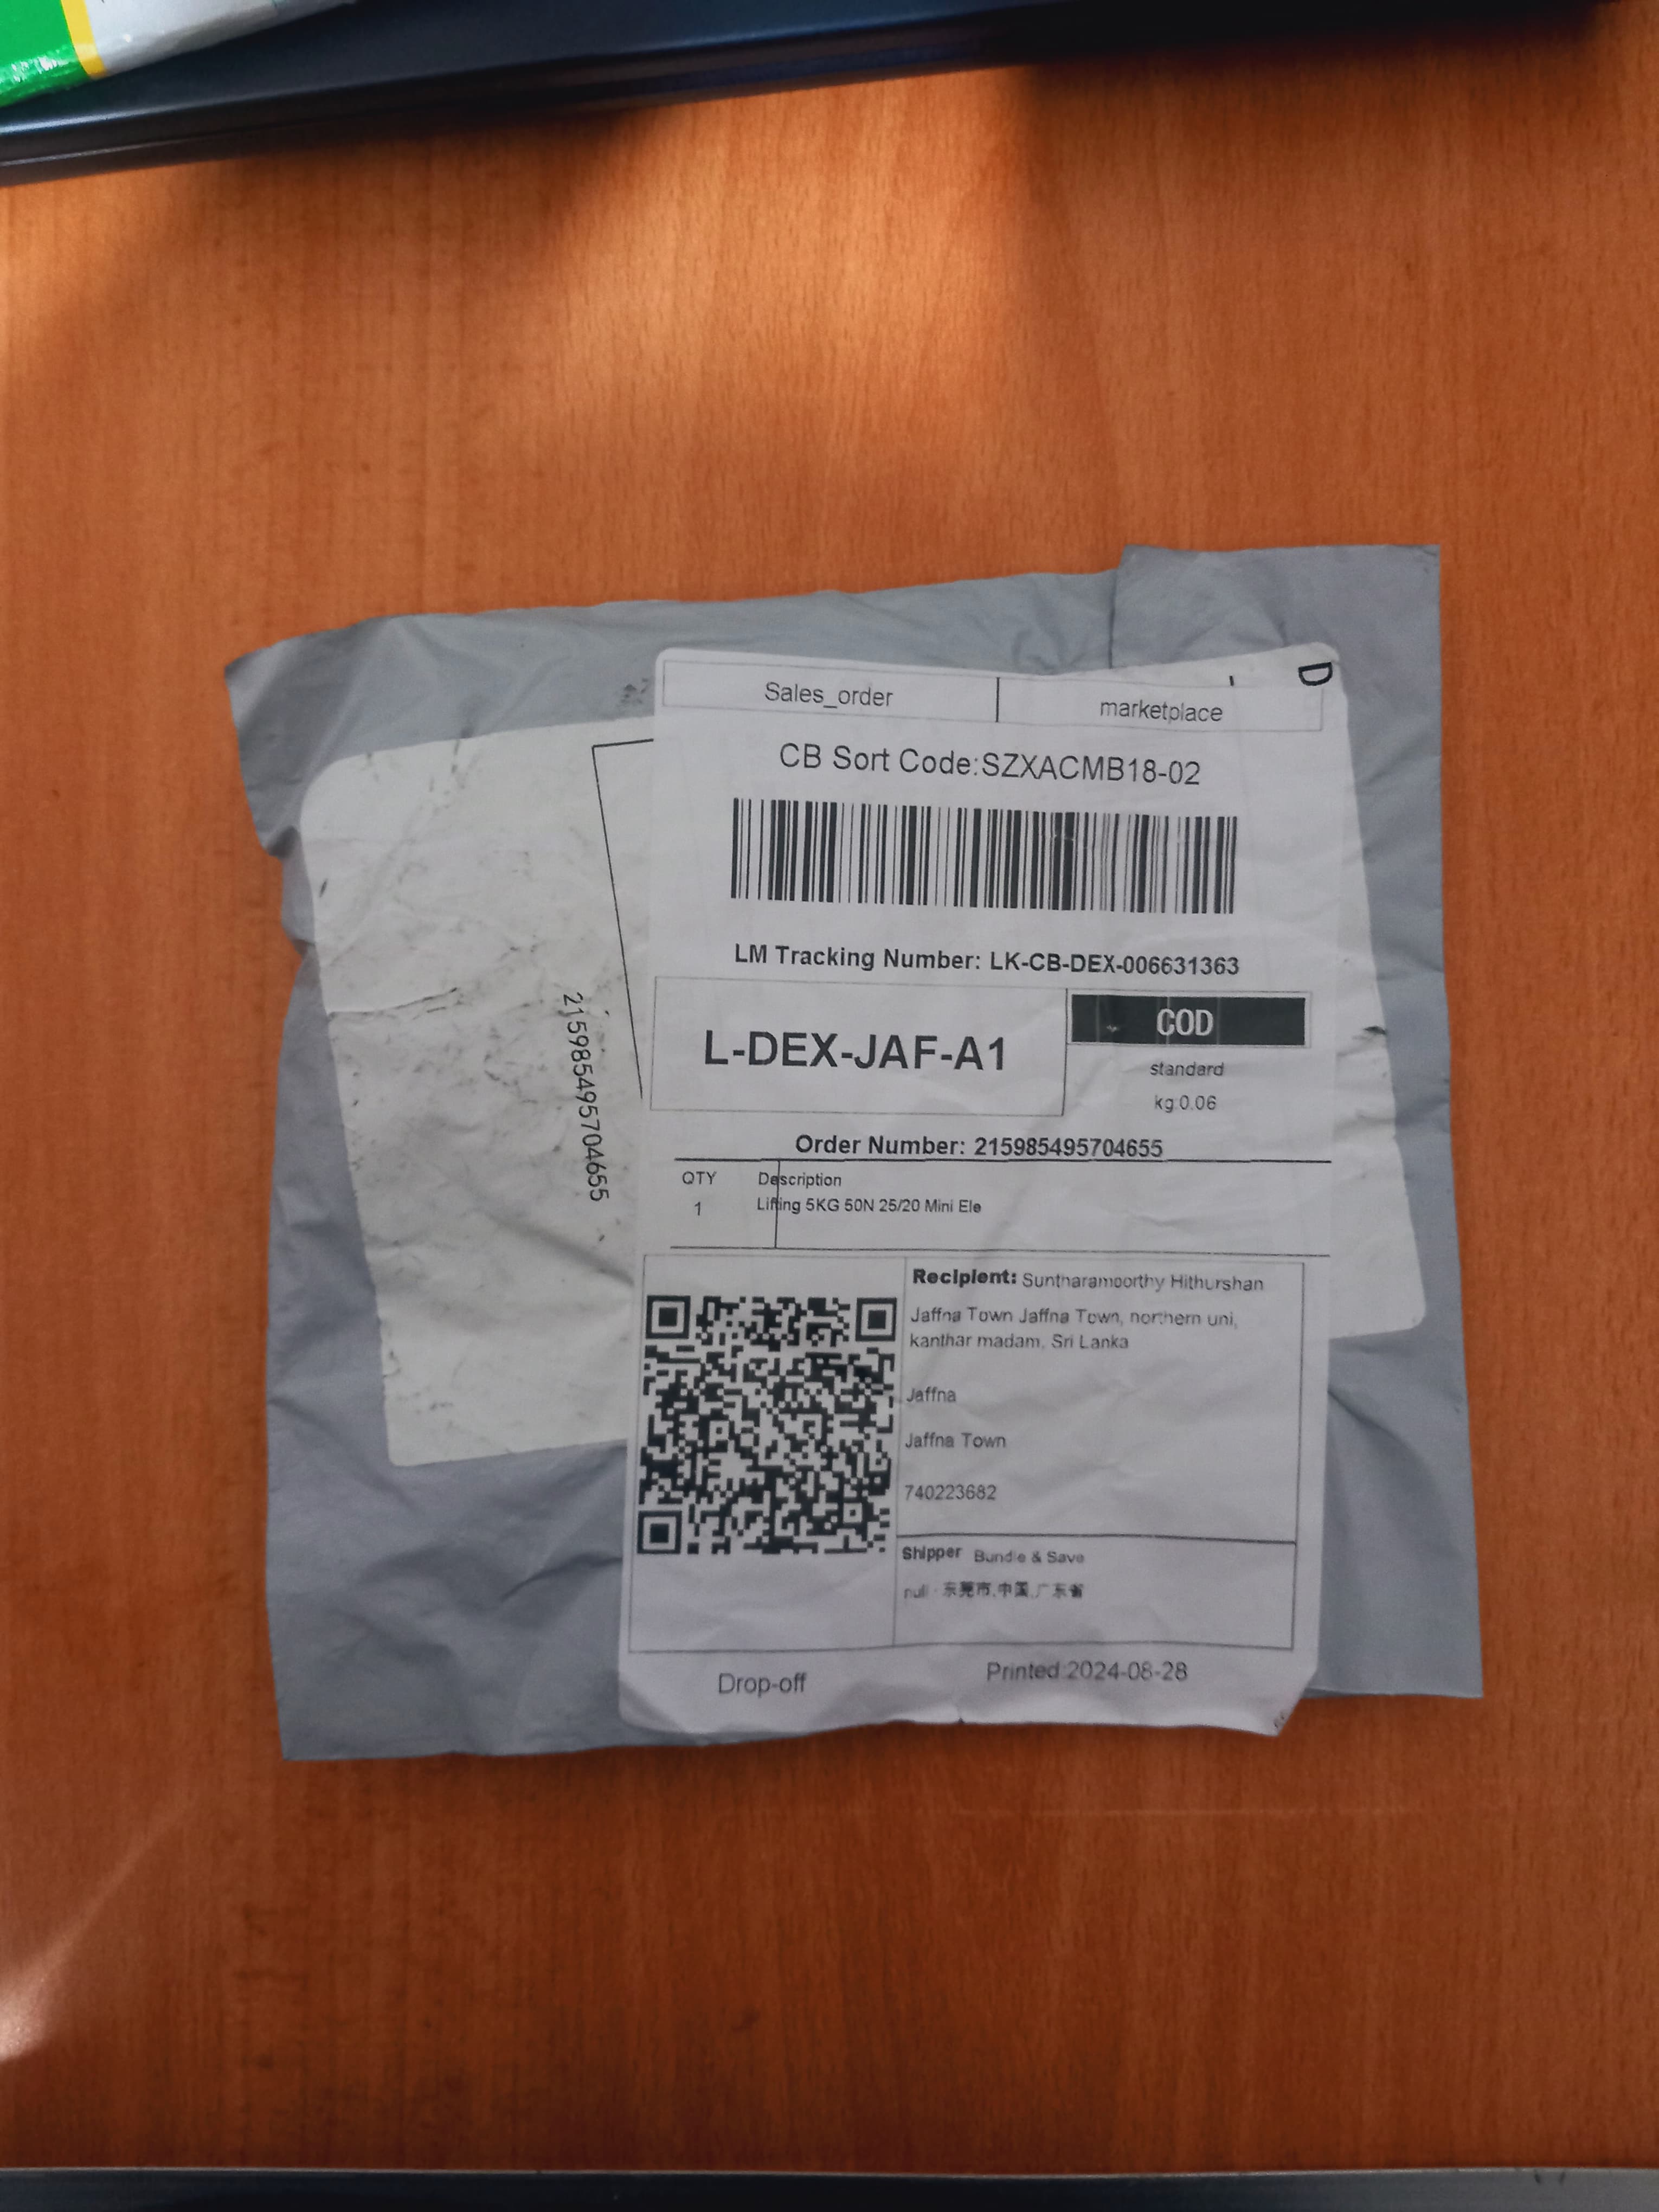 D
Sales_order marketplace
CB Sort Code:SZXACMB18-02
LM Tracking Number: LK-CB-DEX-006631363
L-DEX-JAF-A1
COD
standard
kg:0.06
215985495704655
Order Number: 215985495704655
QTY Description
1 Lifting 5KG 50N 25/20 Mini Ele
Recipient: Suntharamoorthy Hithurshan
Jaffna Town Jaffna Town, northern uni,
kanthar madam, Sri Lanka
Jaffna
Jaffna Town
740223682
Shipper Bundle & Save
null - 东莞市,中国,广东省
Drop-off Printed:2024-08-28